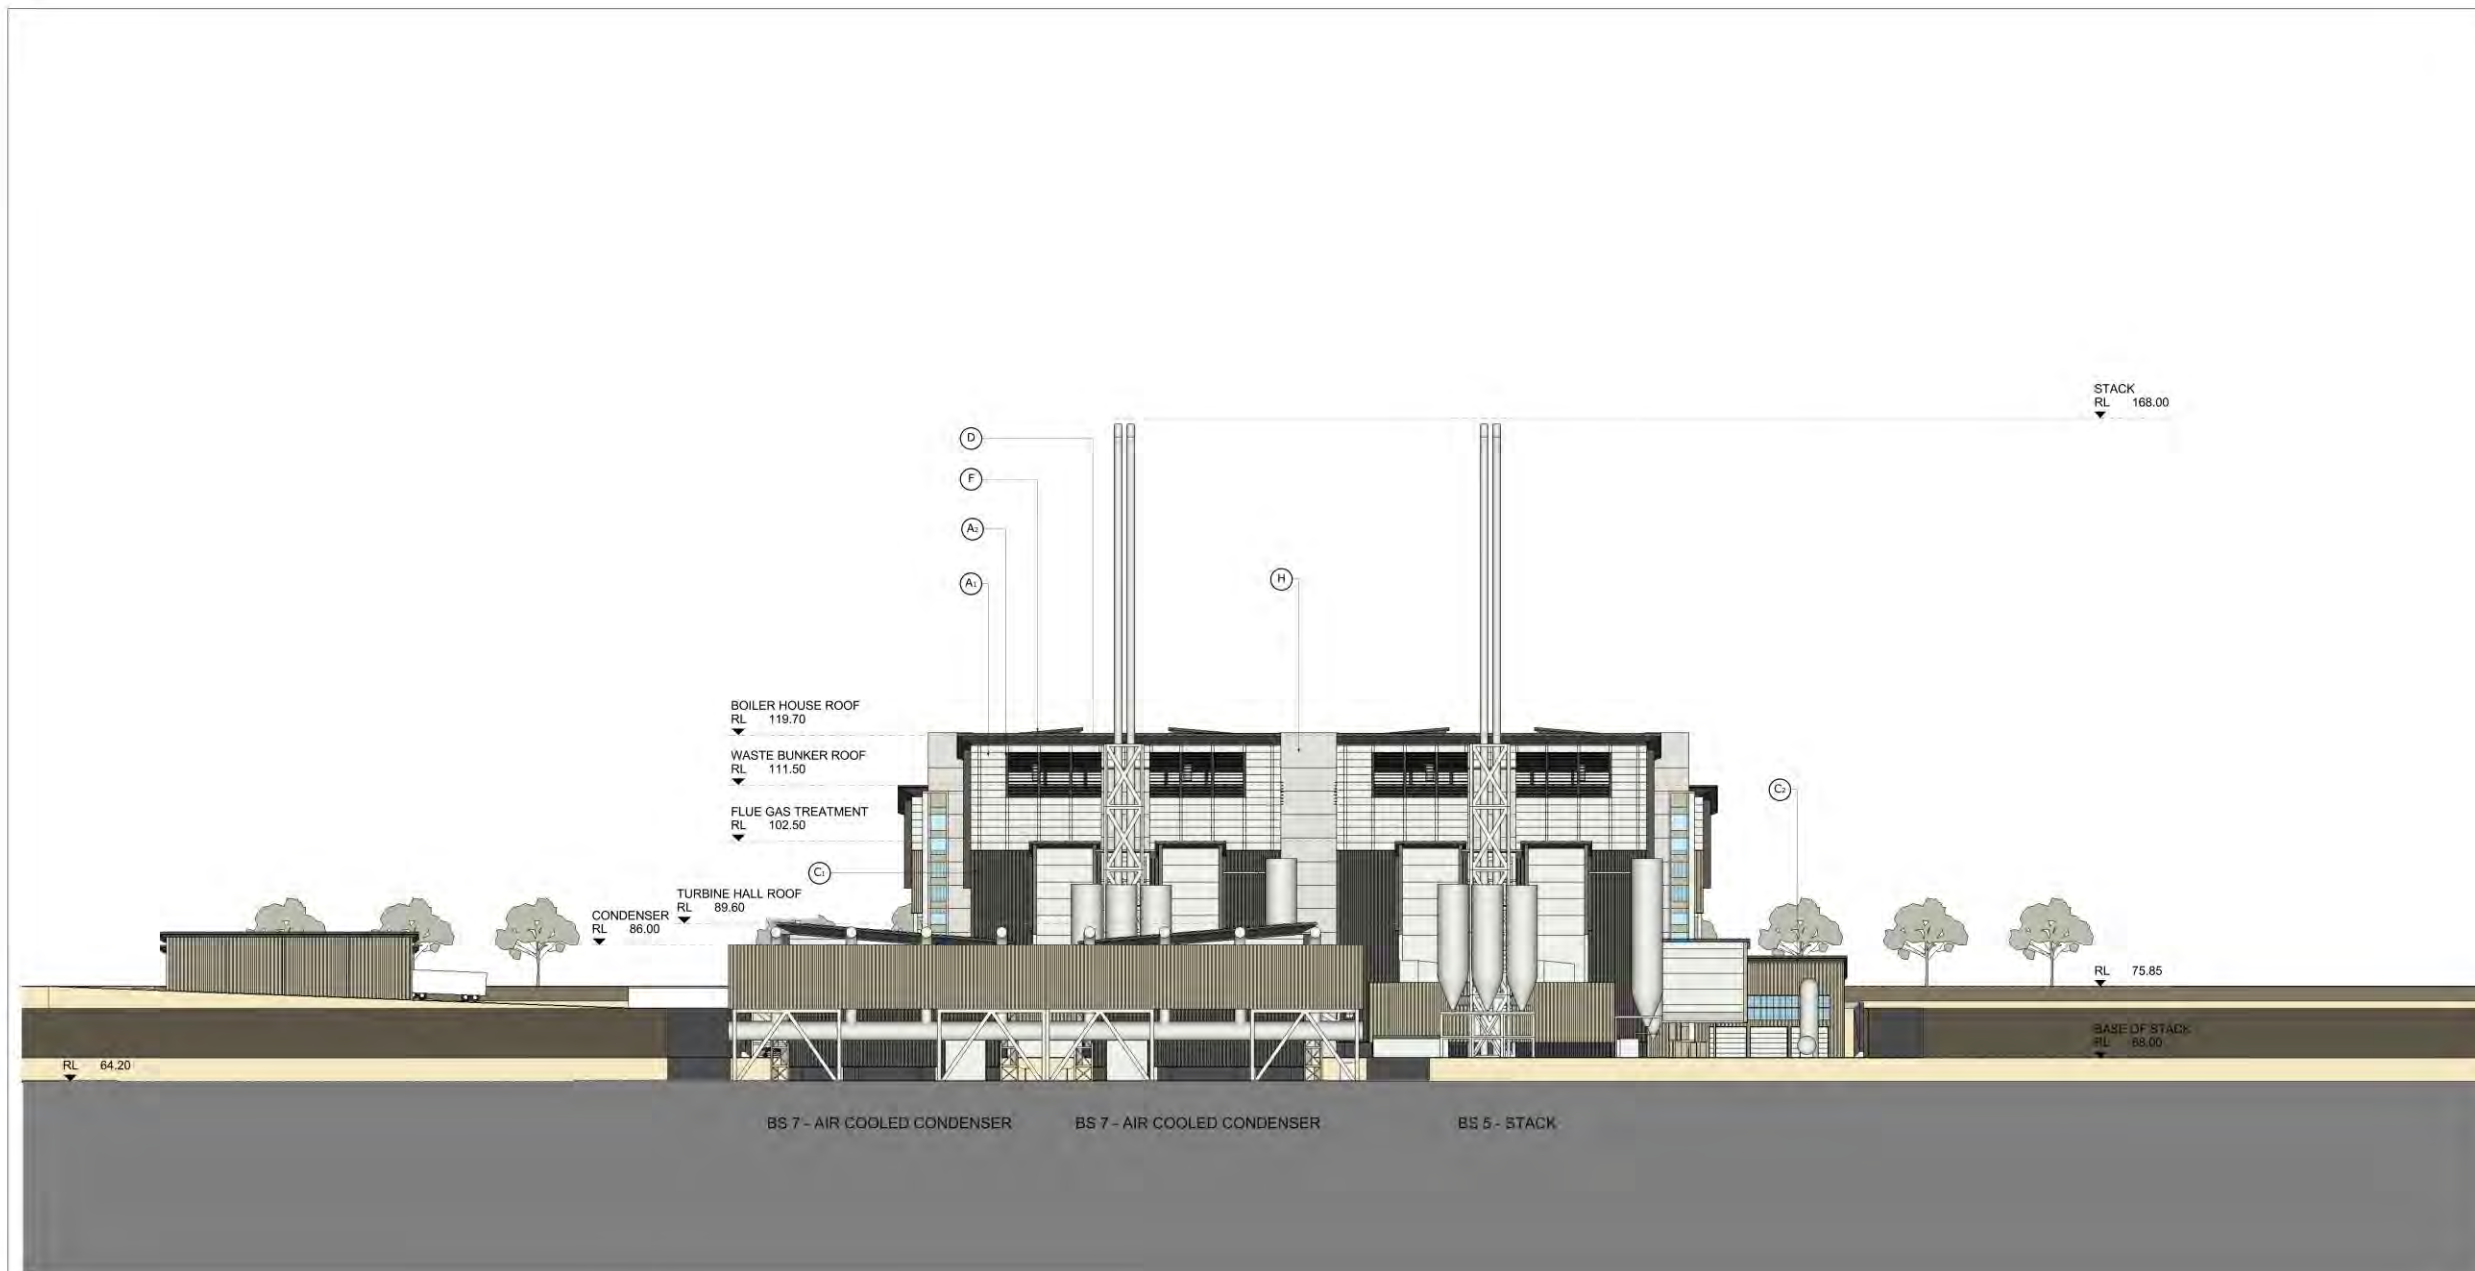 STACK
RL 168.00
D
F
A2
A1
H
BOILER HOUSE ROOF
RL 119.70
WASTE BUNKER ROOF
RL 111.50
C2
FLUE GAS TREATMENT
RL 102.50
C1
TURBINE HALL ROOF
RL 89.60
CONDENSER
RL 86.00
RL 75.85
BASE OF STACK
RL 68.00
RL 64.20
BS 7 - AIR COOLED CONDENSER
BS 7 - AIR COOLED CONDENSER
BS 5 - STACK